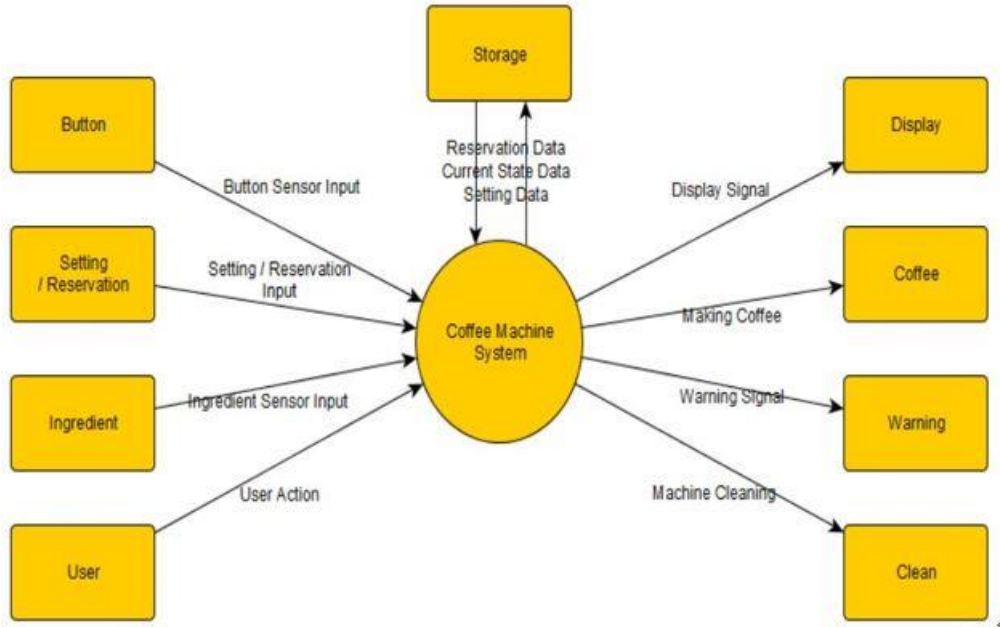 Storage
Button
Display
Reservation Data
Current State Data
Setting Data
Button Sensor Input
Display Signal
Setting
/ Reservation
Setting / Reservation
Input
Coffee
Making Coffee
Coffee Machine
System
Ingredient
Ingredient Sensor Input
Warning Signal
Warning
User Action
Machine Cleaning
User
Clean